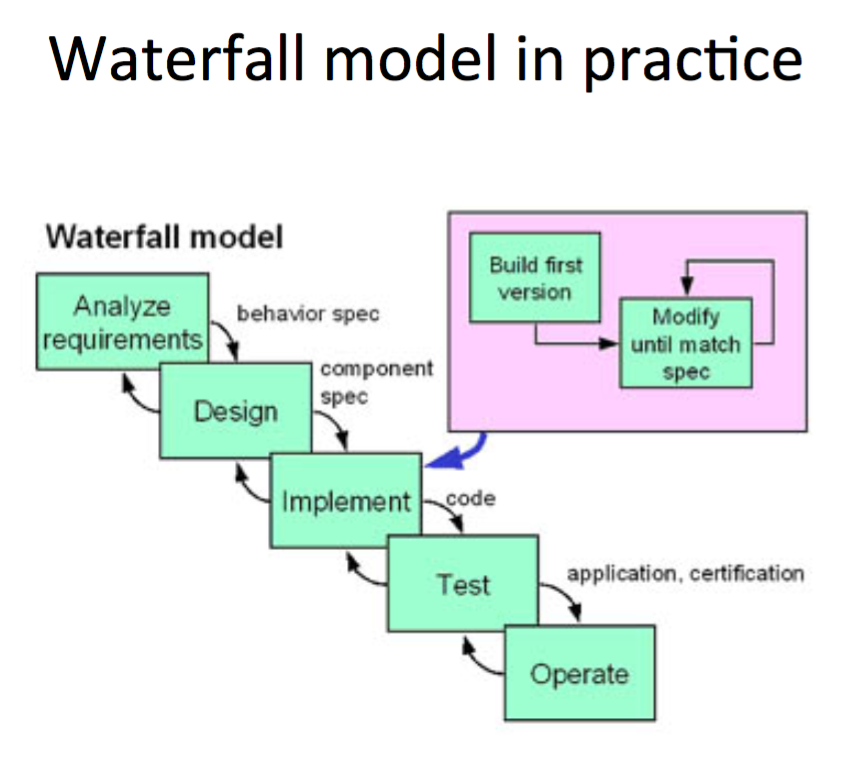 Waterfall model in practice
Waterfall model
Analyze
requirements
behavior spec
Design
component
spec
Implement
code
Test
application, certification
Operate
Build first
version
Modify
until match
spec